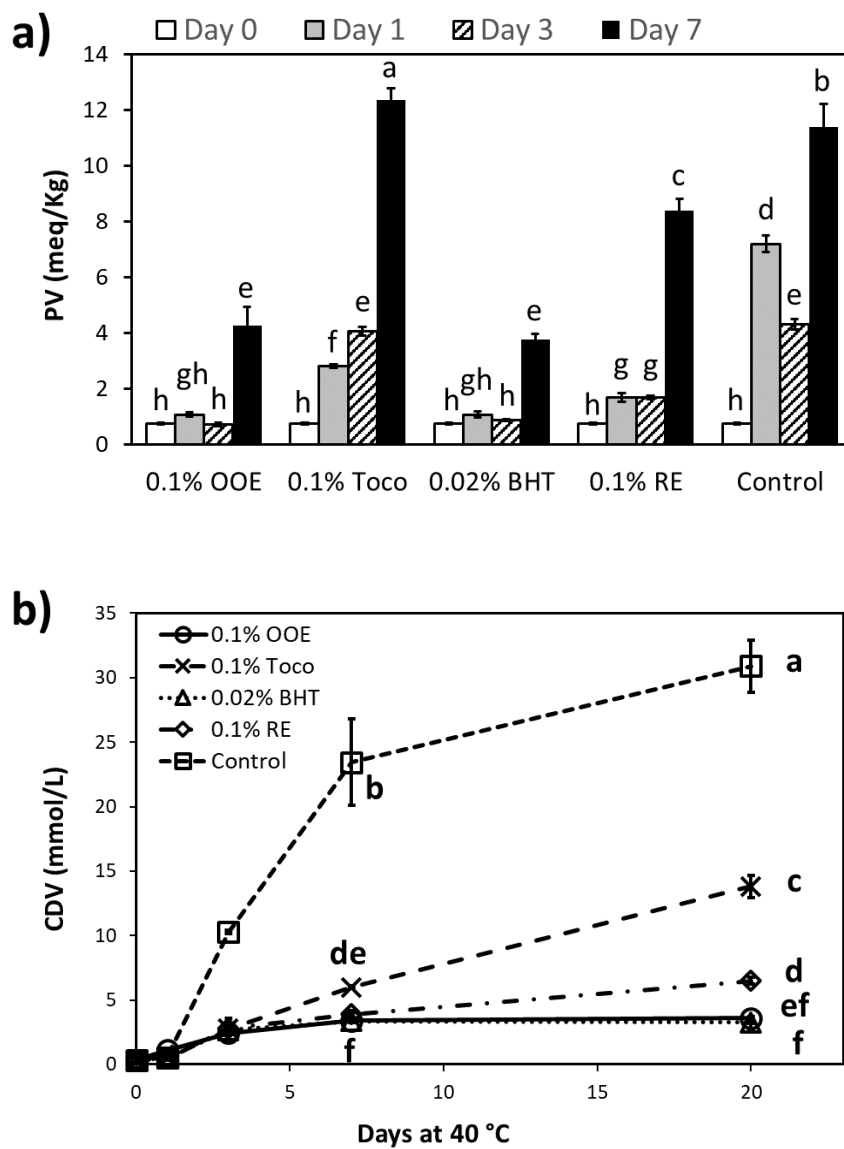 a)
Day 0 Day 1 Day 3 Day 7
PV (meq/Kg)
14
12
10
8
6
4
2
0
h gh h e
h f e a
h gh h e
h g g c
h d e b
0.1% OOE 0.1% Toco 0.02% BHT 0.1% RE Control
b)
CDV (mmol/L)
35
30
25
20
15
10
5
0
0.1% OOE
0.1% Toco
0.02% BHT
0.1% RE
Control
a
b
c
de
d
ef
f
f
0 5 10 15 20
Days at 40 °C